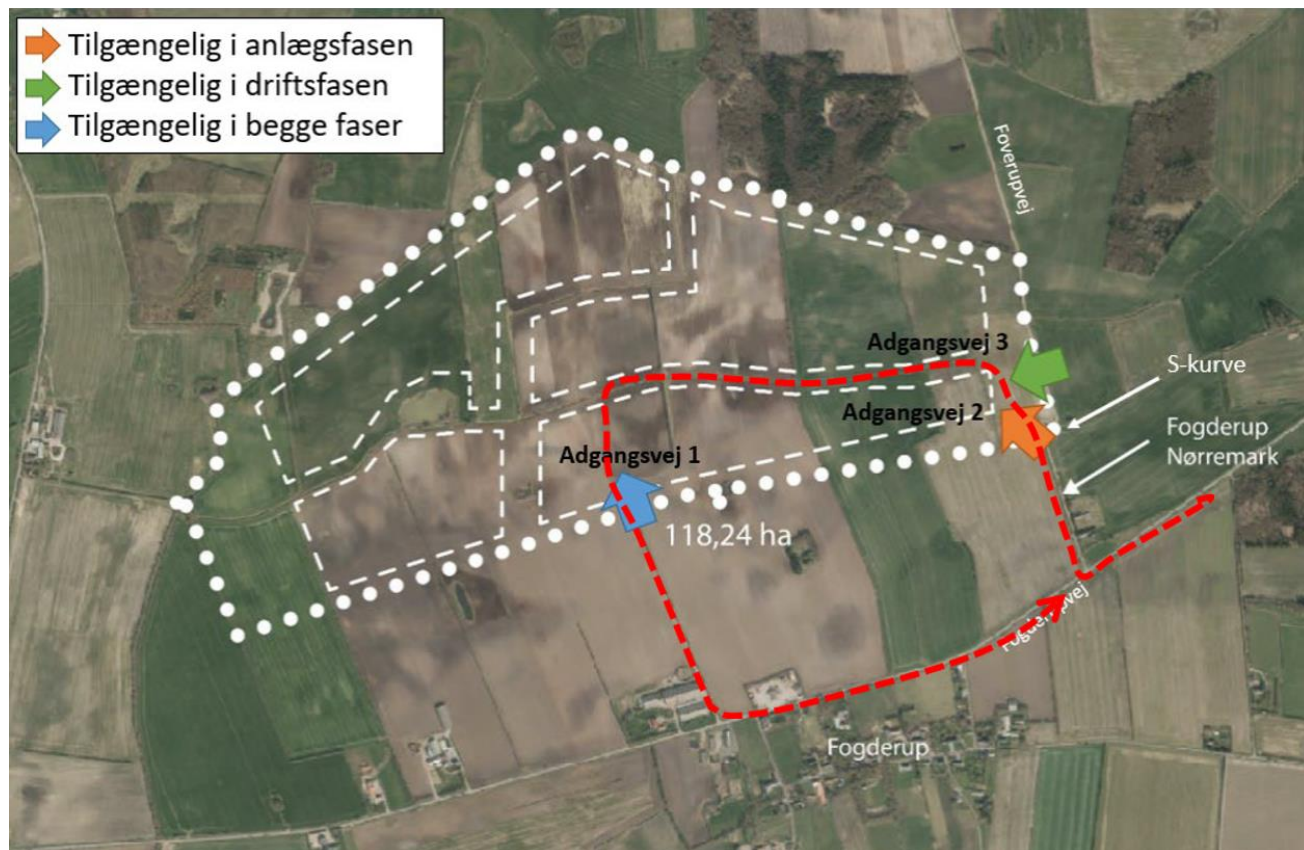 Tilgængelig i anlægsfasen
Tilgængelig i driftsfasen
Tilgængelig i begge faser
Foverupvej
Adgangsvej 3
S-kurve
Adgangsvej 2
Fogderup
Nørremark
Adgangsvej 1
118,24 ha
Fogderupvej
Fogderup